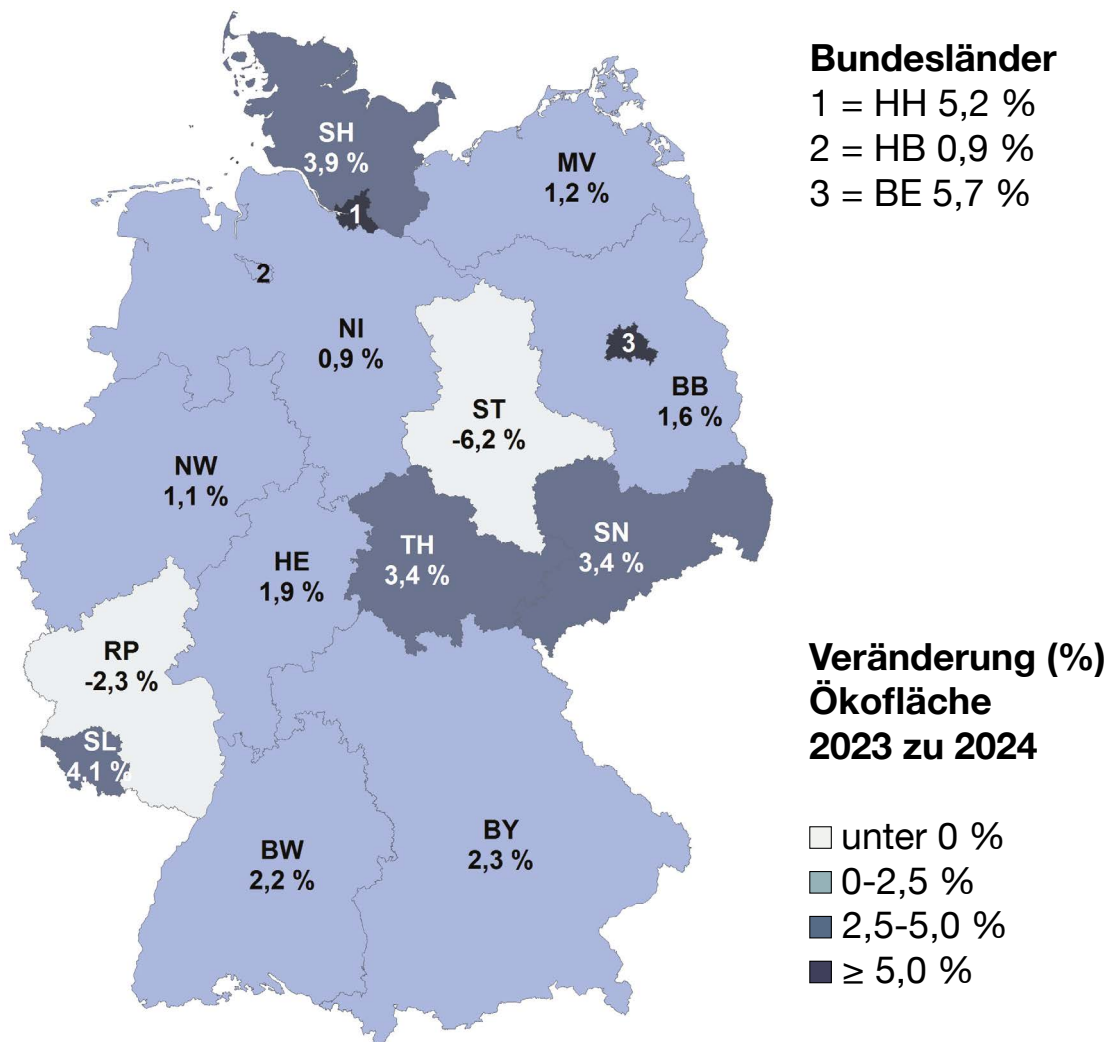 Bundesländer
1 = HH 5,2 %
2 = HB 0,9 %
3 = BE 5,7 %
SH
3,9 %
MV
1,2 %
1
2
NI
0,9 %
3
BB
1,6 %
ST
-6,2 %
NW
1,1 %
TH
3,4 %
SN
3,4 %
HE
1,9 %
RP
-2,3 %
SL
4,1 %
BW
2,2 %
BY
2,3 %
Veränderung (%)
Ökofläche
2023 zu 2024
unter 0 %
0-2,5 %
2,5-5,0 %
≥ 5,0 %